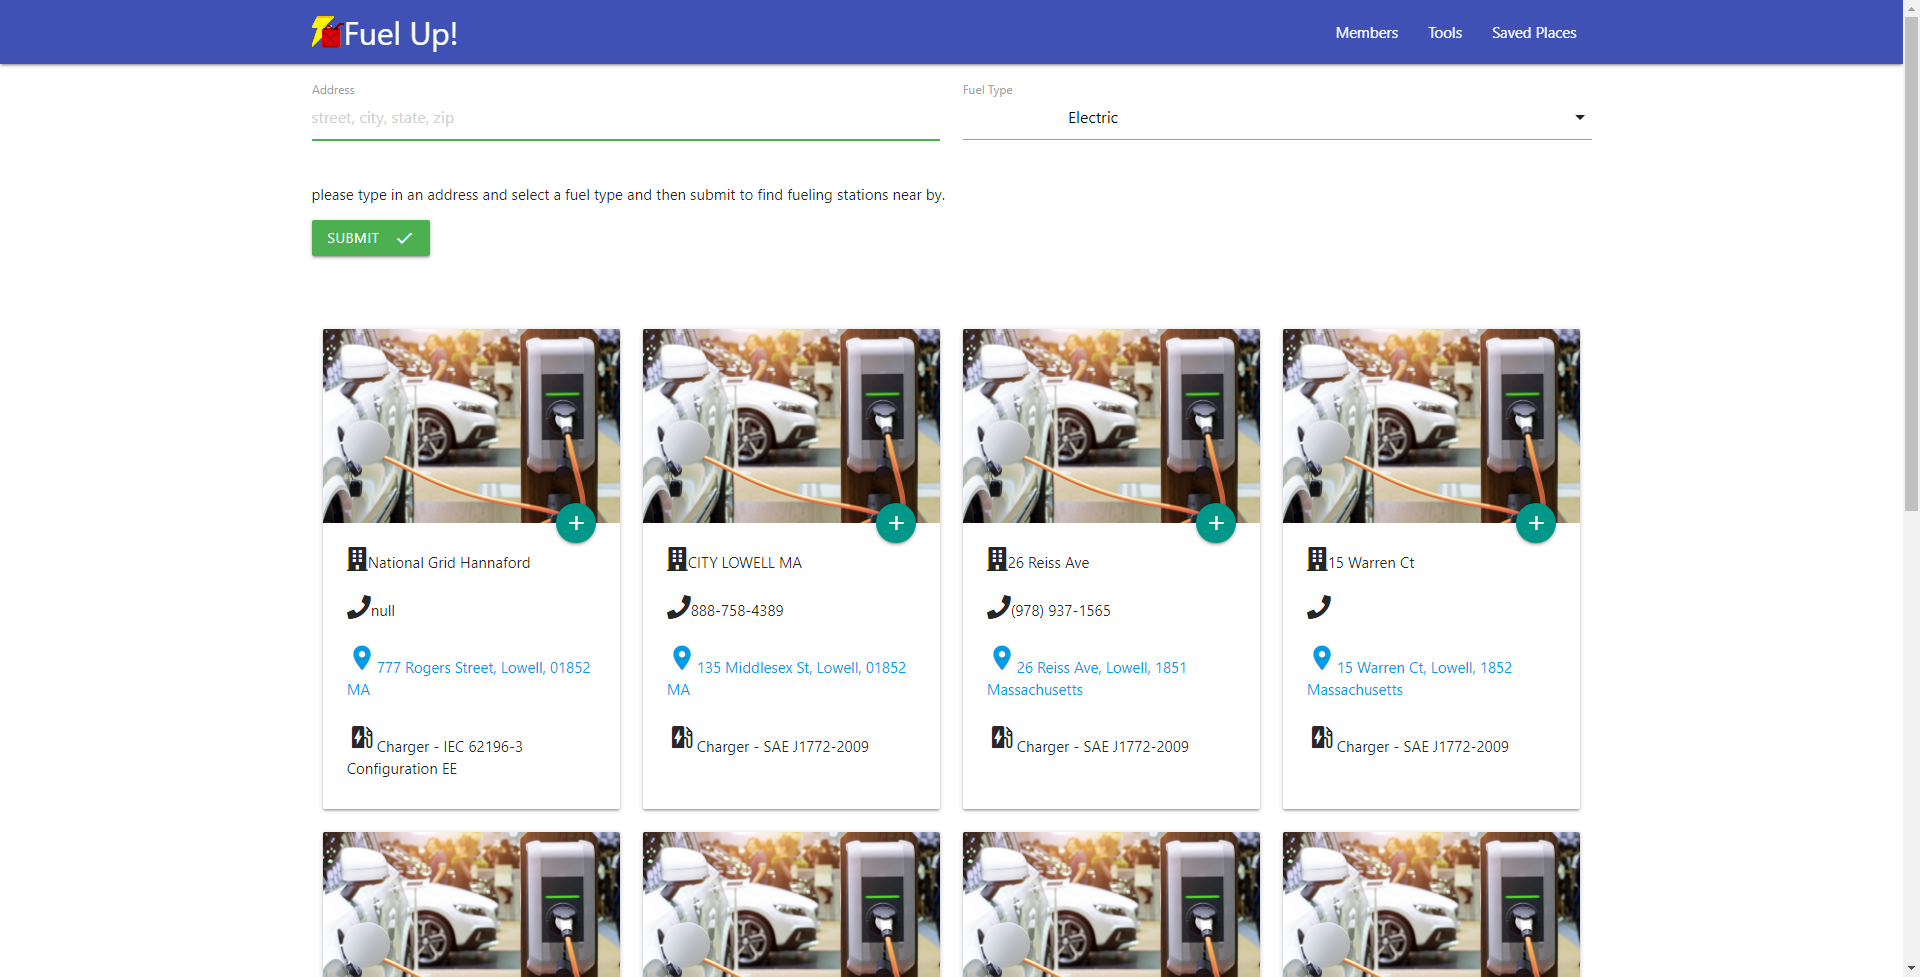 Fuel Up!
Members
Tools
Saved Places
Address
Fuel Type
street, city, state, zip
Electric
please type in an address and select a fuel type and then submit to find fueling stations near by.
SUBMIT
National Grid Hannaford
null
777 Rogers Street, Lowell, 01852
MA
Charger - IEC 62196-3
Configuration EE
CITY LOWELL MA
888-758-4389
135 Middlesex St, Lowell, 01852
MA
Charger - SAE J1772-2009
26 Reiss Ave
(978) 937-1565
26 Reiss Ave, Lowell, 1851
Massachusetts
Charger - SAE J1772-2009
15 Warren Ct
15 Warren Ct, Lowell, 1852
Massachusetts
Charger - SAE J1772-2009